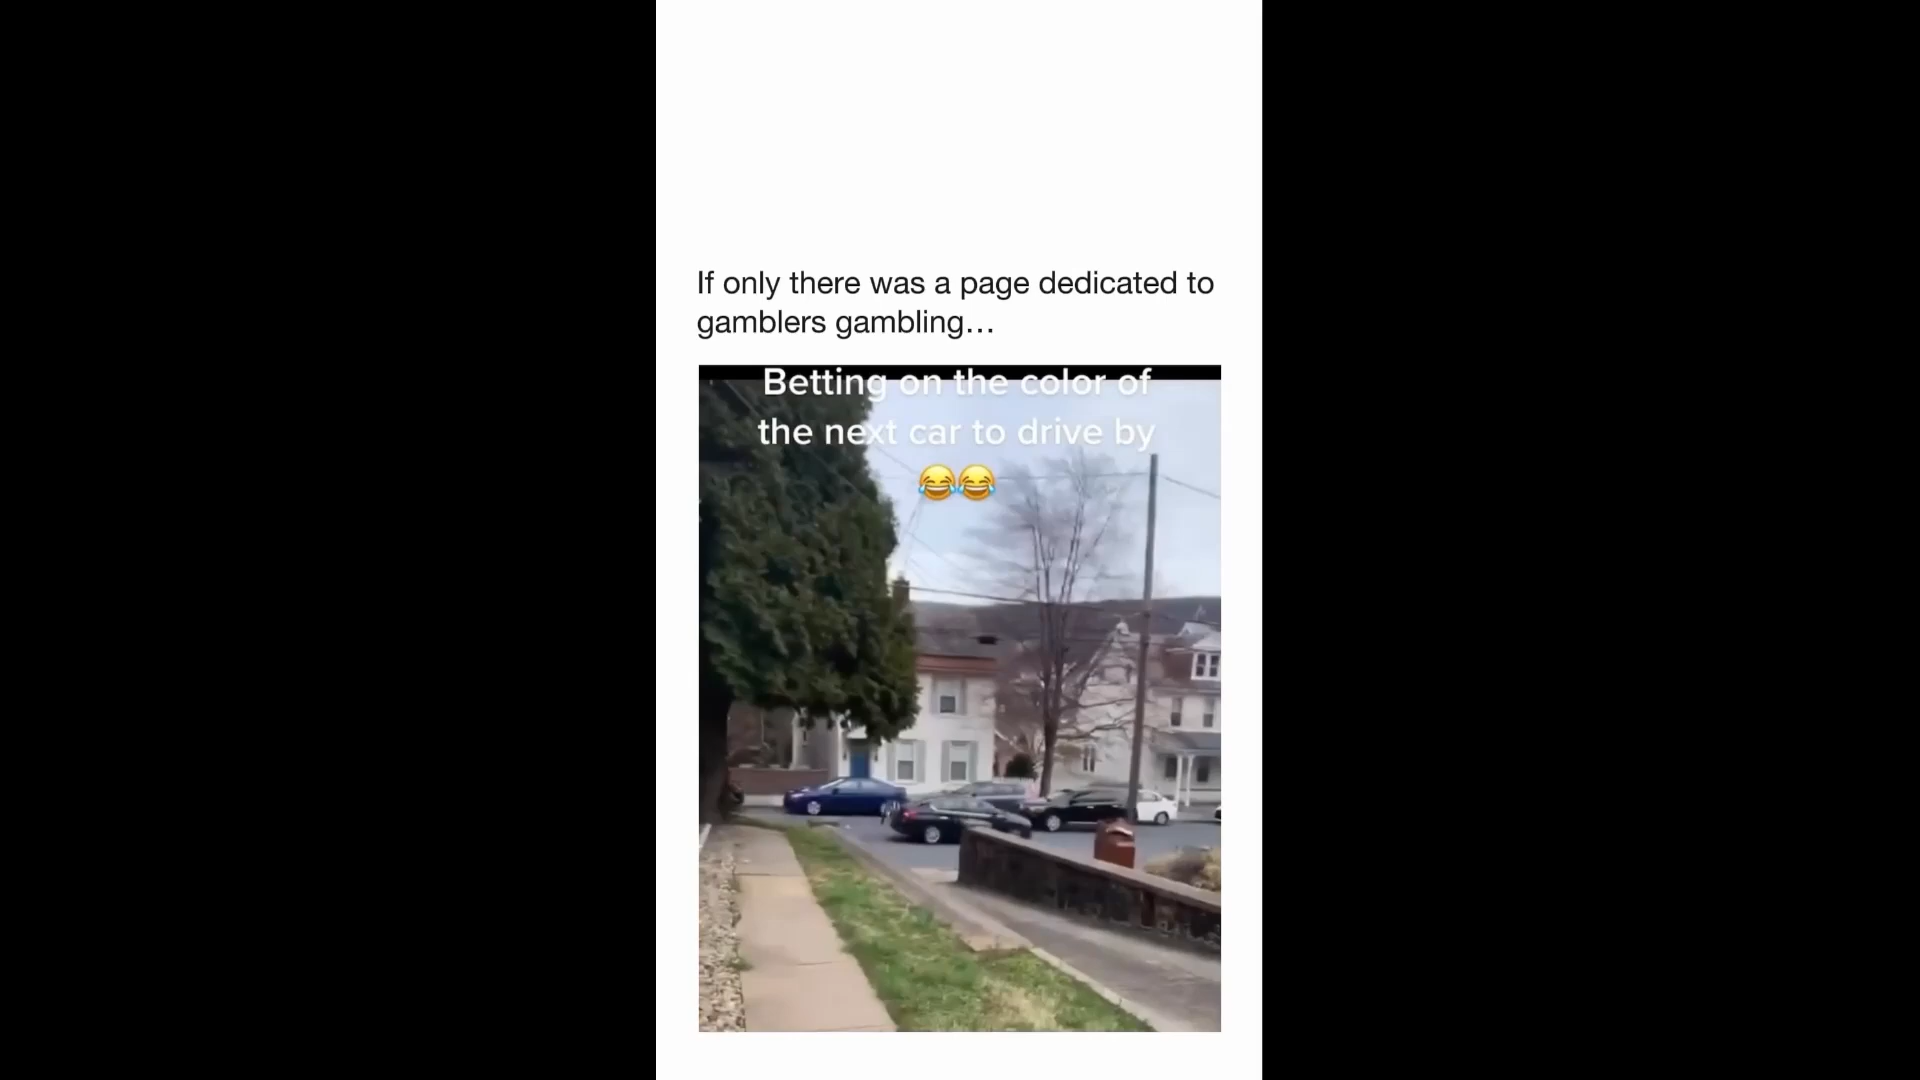 If only there was a page dedicated to
gamblers gambling…
Betting on the color of
the next car to drive by
😂😂